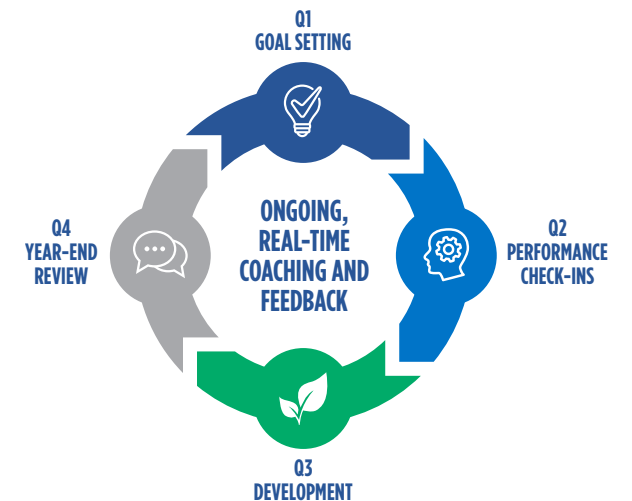 Q1
GOAL SETTING
ONGOING,
REAL-TIME
COACHING AND
FEEDBACK
Q2
PERFORMANCE
CHECK-INS
Q3
DEVELOPMENT
Q4
YEAR-END
REVIEW